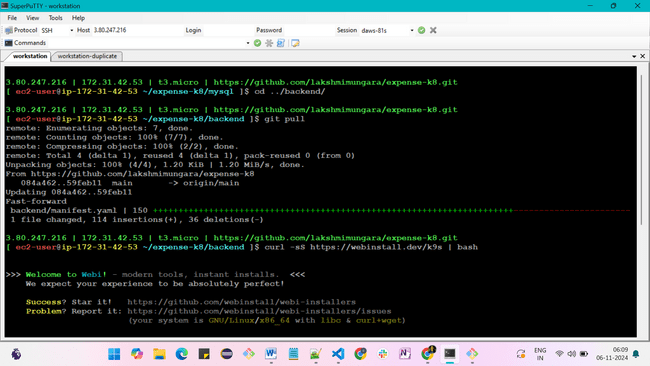 SuperPuTTY - workstation
File View Tools Help
Protocol SSH Host 3.80.247.216 Login Password Session daws-81s
Commands
workstation workstation-duplicate
3.80.247.216 | 172.31.42.53 | t3.micro | https://github.com/lakshmimungara/expense-k8.git
[ ec2-user@ip-172-31-42-53 ~/expense-k8/mysql ]$ cd ../backend/
3.80.247.216 | 172.31.42.53 | t3.micro | https://github.com/lakshmimungara/expense-k8.git
[ ec2-user@ip-172-31-42-53 ~/expense-k8/backend ]$ git pull
remote: Enumerating objects: 7, done.
remote: Counting objects: 100% (7/7), done.
remote: Compressing objects: 100% (2/2), done.
remote: Total 4 (delta 1), reused 4 (delta 1), pack-reused 0 (from 0)
Unpacking objects: 100% (4/4), 1.20 KiB | 1.20 MiB/s, done.
From https://github.com/lakshmimungara/expense-k8
084a462..59feb11 main -> origin/main
Updating 084a462..59feb11
Fast-forward
backend/manifest.yaml | 150 ++++++++++++++++++++++++++++++++++++++++++++++++++++++++++++++++++++++++++-----------------------
1 file changed, 114 insertions(+), 36 deletions(-)
3.80.247.216 | 172.31.42.53 | t3.micro | https://github.com/lakshmimungara/expense-k8.git
[ ec2-user@ip-172-31-42-53 ~/expense-k8/backend ]$ curl -sS https://webinstall.dev/k9s | bash
>>> Welcome to Webi! - modern tools, instant installs. <<<
We expect your experience to be absolutely perfect!
Success? Star it! https://github.com/webinstall/webi-installers
Problem? Report it: https://github.com/webinstall/webi-installers/issues
(your system is GNU/Linux/x86_64 with libc & curl+wget)
ENG 06:09
IN 06-11-2024